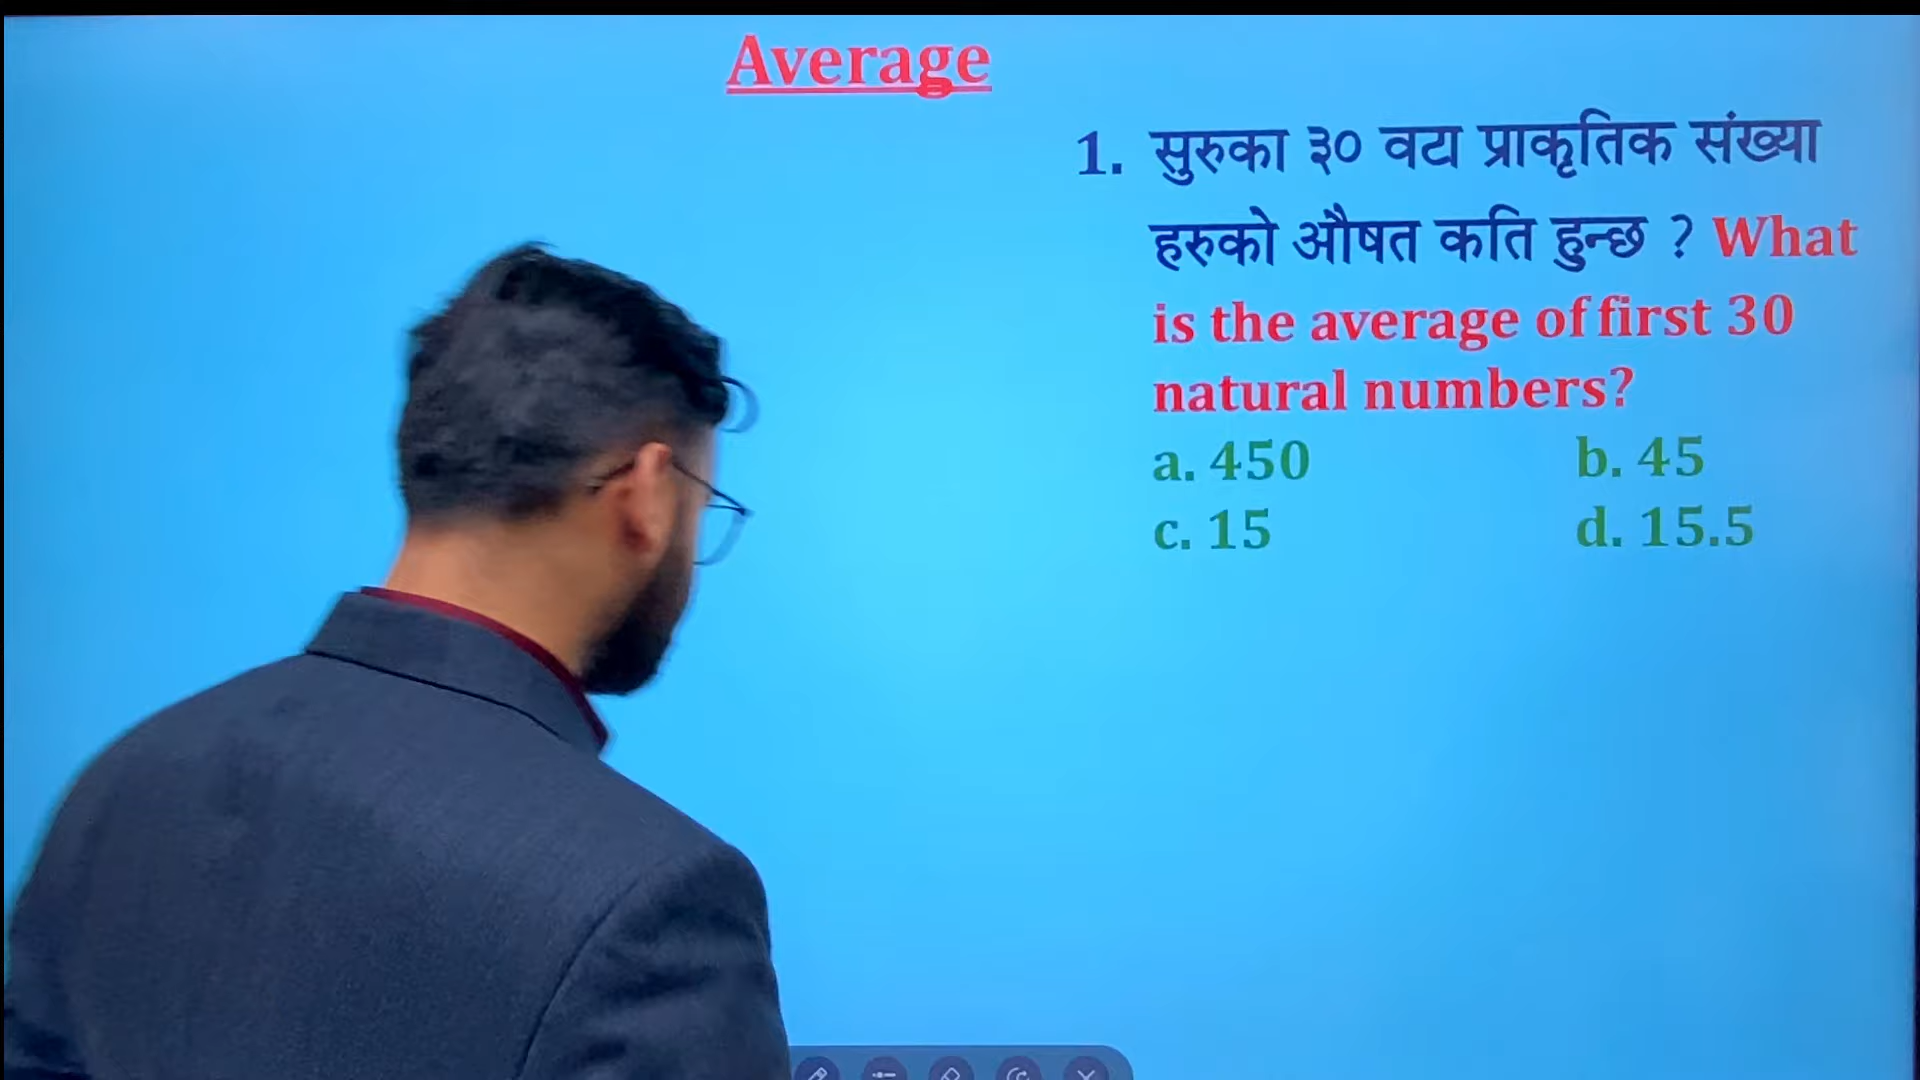 Average
1. सुरुका ३० वटा प्राकृतिक संख्या
हरुको औषत कति हुन्छ ? What
is the average of first 30
natural numbers?
a. 450 b. 45
c. 15 d. 15.5